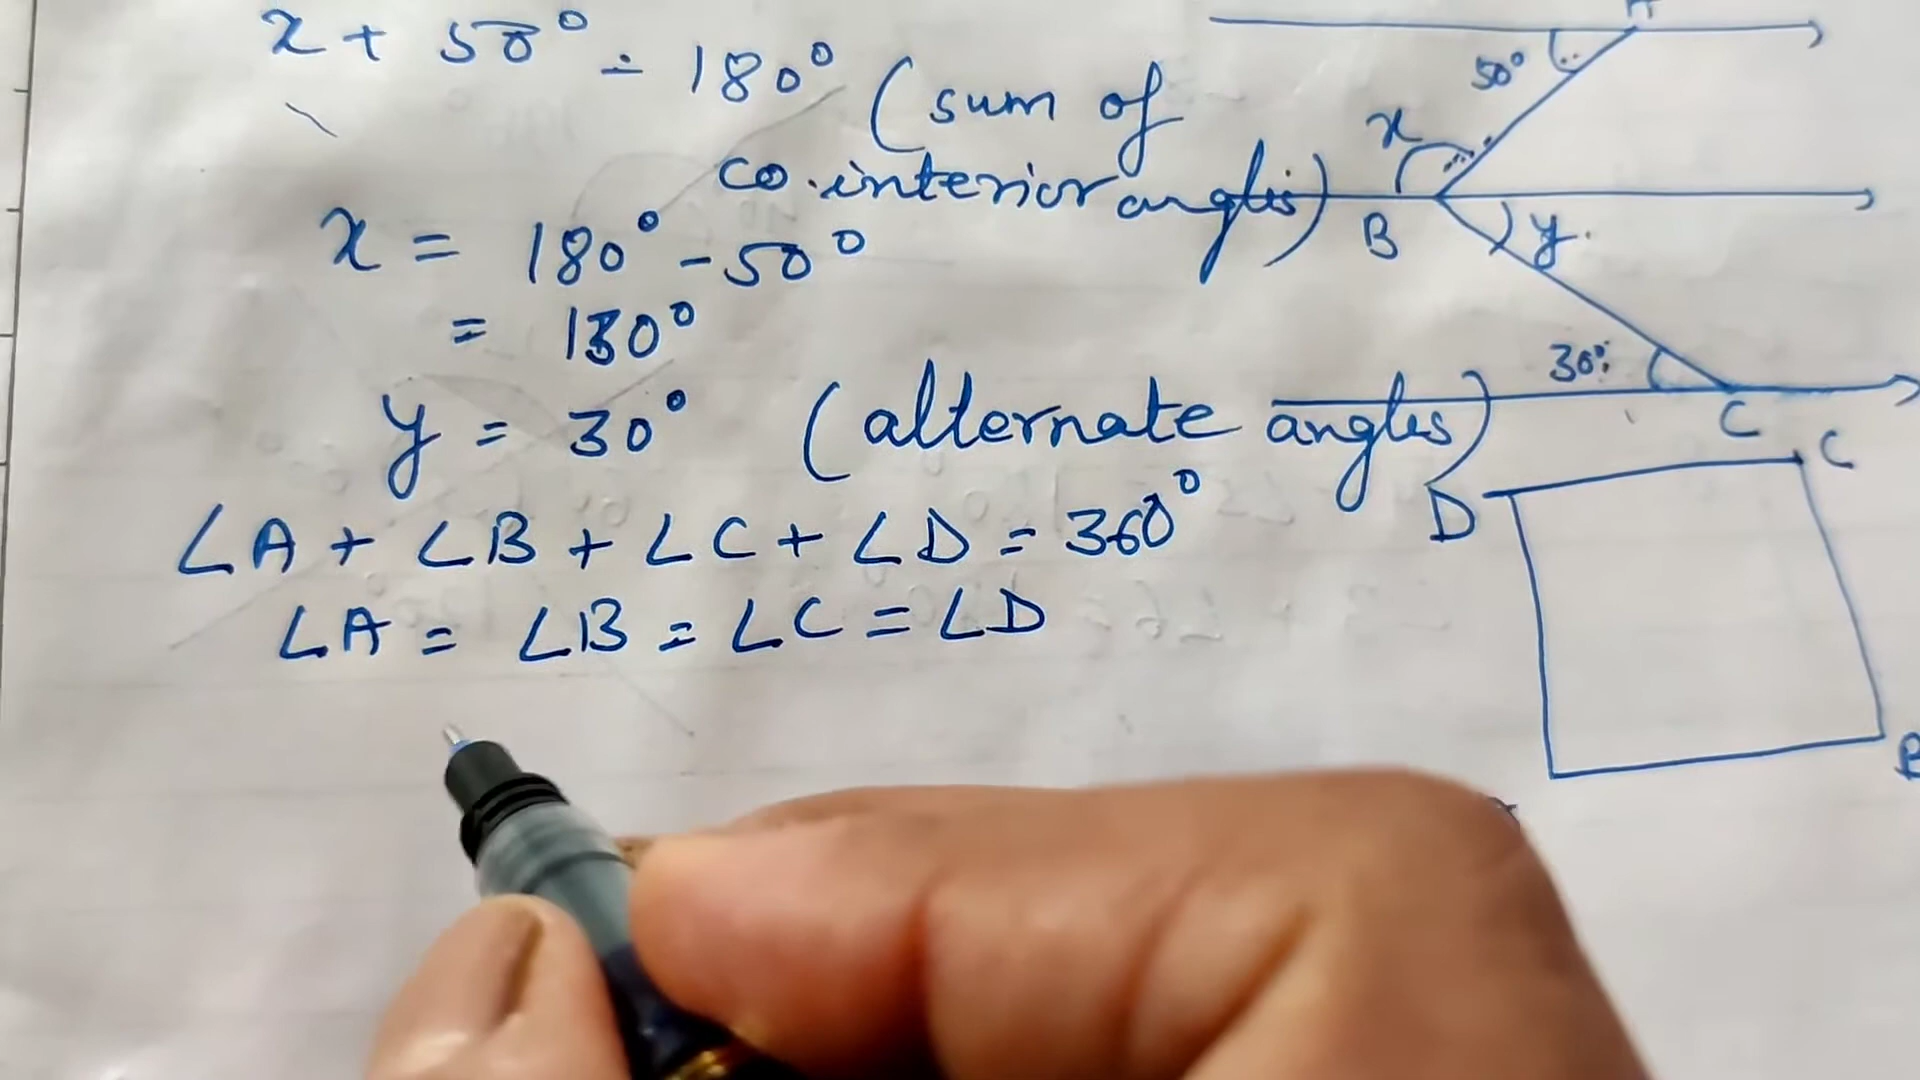 x + 50° = 180° (sum of
co.interior angles)
x = 180° - 50°
= 130°
y = 30° (alternate angles)
∠A + ∠B + ∠C + ∠D = 360°
∠A = ∠B = ∠C = ∠D
A
50°
x
B
y.
30°
C
D
C
B